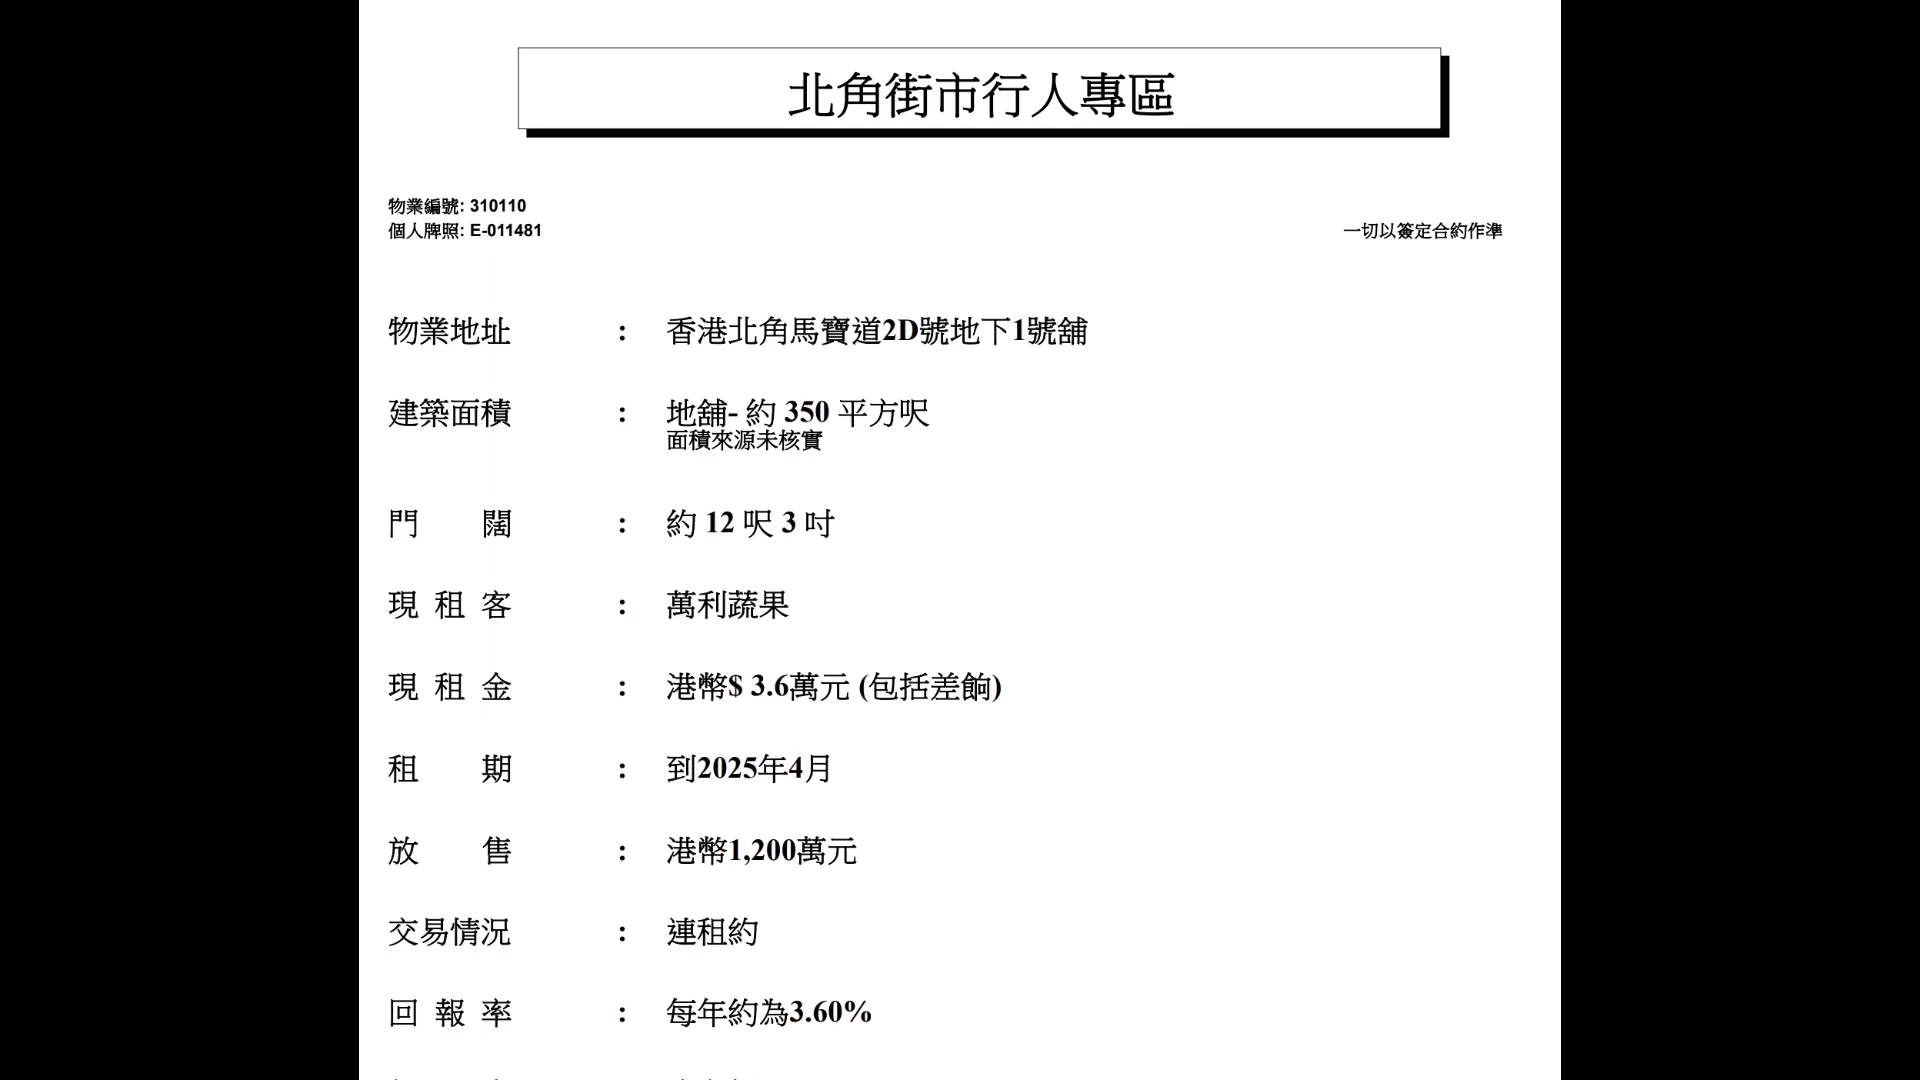 北角街市行人專區
物業編號: 310110
個人牌照: E-011481
一切以簽定合約作準
物業地址 : 香港北角馬寶道2D號地下1號舖
建築面積 : 地舖- 約 350 平方呎
面積來源未核實
門 闊 : 約 12 呎 3 吋
現 租 客 : 萬利蔬果
現 租 金 : 港幣$ 3.6萬元 (包括差餉)
租 期 : 到2025年4月
放 售 : 港幣1,200萬元
交易情況 : 連租約
回 報 率 : 每年約為3.60%